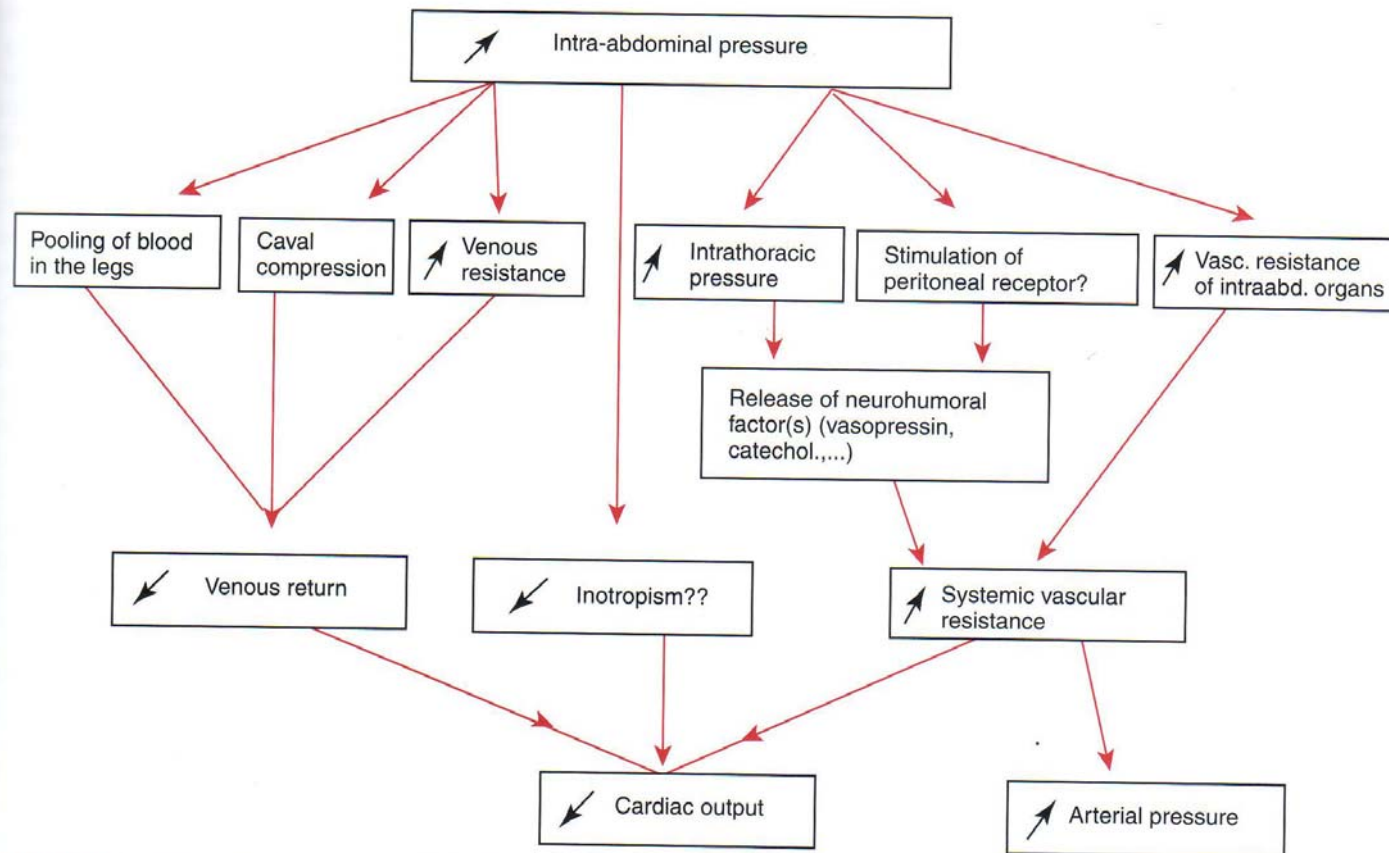 Intra-abdominal pressure
Pooling of blood
in the legs
Caval
compression
Venous
resistance
Intrathoracic
pressure
Stimulation of
peritoneal receptor?
Vasc. resistance
of intraabd. organs
Release of neurohumoral
factor(s) (vasopressin,
catechol.,...)
Venous return
Inotropism??
Systemic vascular
resistance
Cardiac output
Arterial pressure